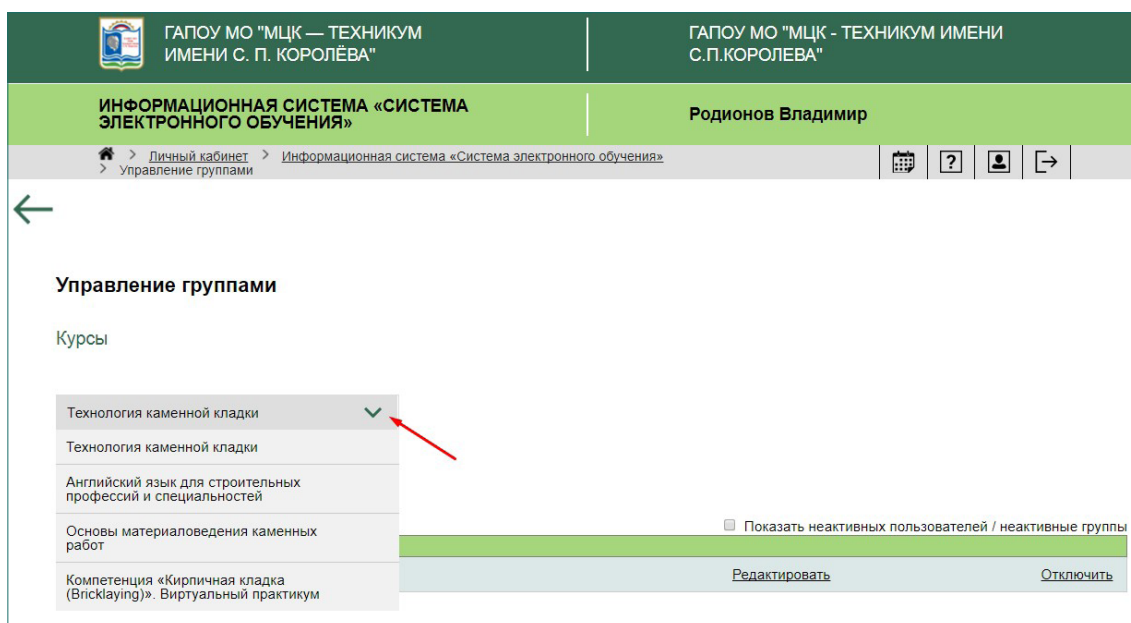 ГАПОУ МО "МЦК — ТЕХНИКУМ
ИМЕНИ С. П. КОРОЛЁВА"
ГАПОУ МО "МЦК - ТЕХНИКУМ ИМЕНИ
С.П.КОРОЛЕВА"
ИНФОРМАЦИОННАЯ СИСТЕМА «СИСТЕМА
ЭЛЕКТРОННОГО ОБУЧЕНИЯ»
Родионов Владимир
> Личный кабинет > Информационная система «Система электронного обучения»
> Управление группами
?
Управление группами
Курсы
Технология каменной кладки
Технология каменной кладки
Английский язык для строительных
профессий и специальностей
Основы материаловедения каменных
работ
Компетенция «Кирпичная кладка
(Bricklaying)». Виртуальный практикум
Показать неактивных пользователей / неактивные группы
Редактировать
Отключить